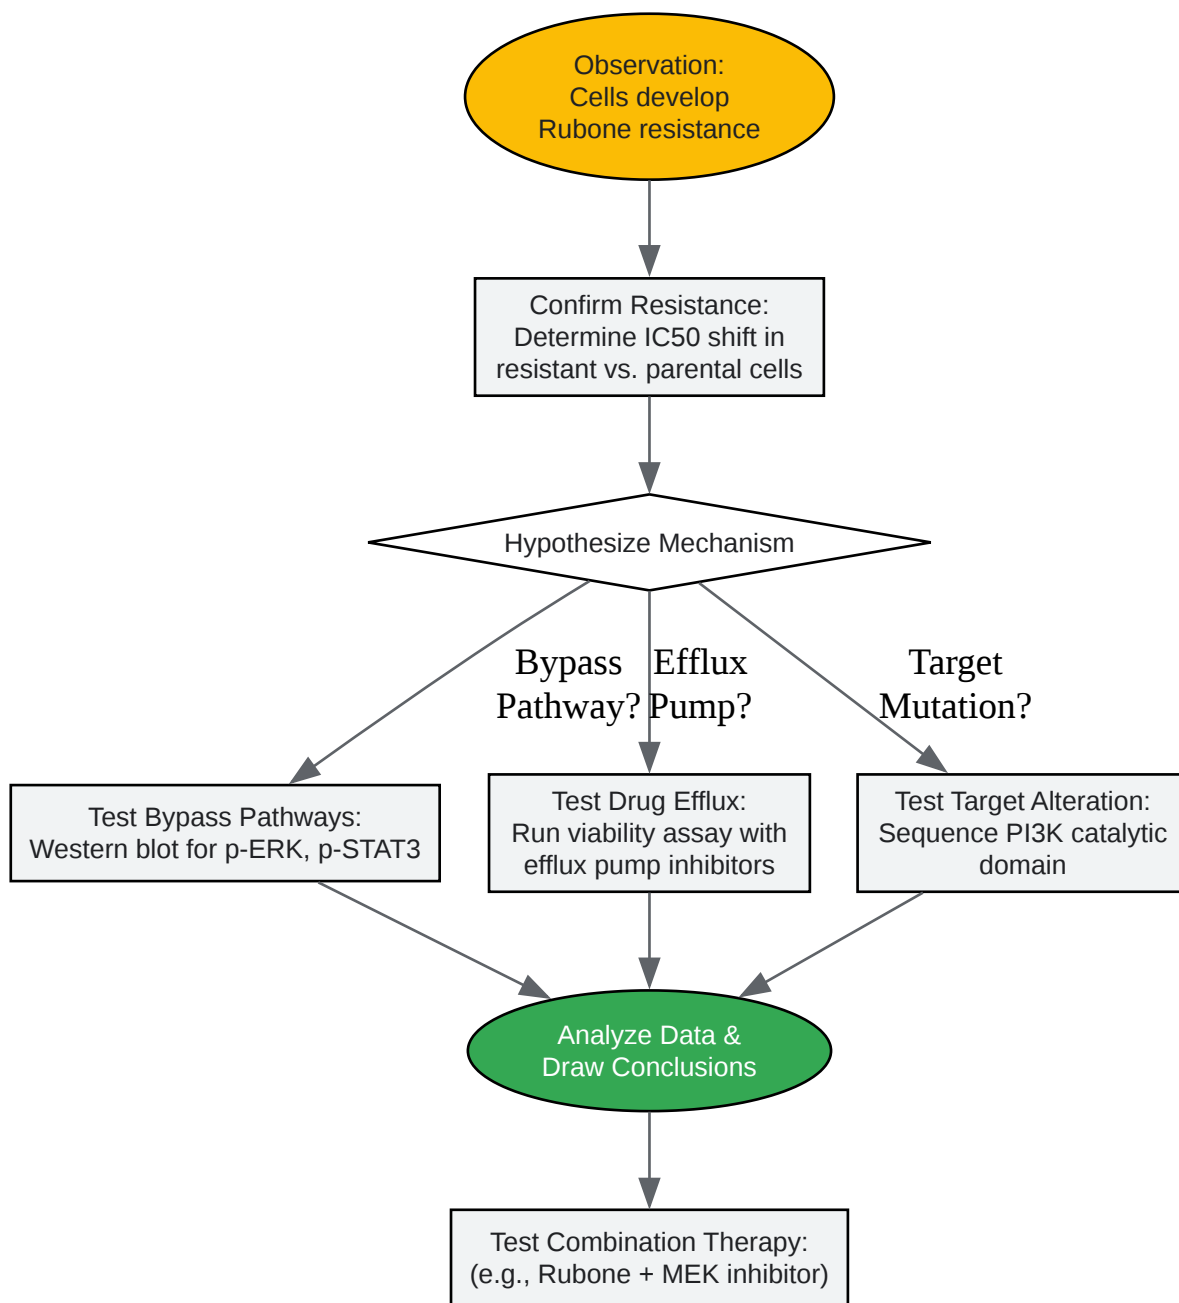 Observation:
Cells develop
Rubone resistance
Confirm Resistance:
Determine IC50 shift in
resistant vs. parental cells
Hypothesize Mechanism
Bypass
Pathway?
Efflux
Pump?
Target
Mutation?
Test Bypass Pathways:
Western blot for p-ERK, p-STAT3
Test Drug Efflux:
Run viability assay with
efflux pump inhibitors
Test Target Alteration:
Sequence PI3K catalytic
domain
Analyze Data &
Draw Conclusions
Test Combination Therapy:
(e.g., Rubone + MEK inhibitor)